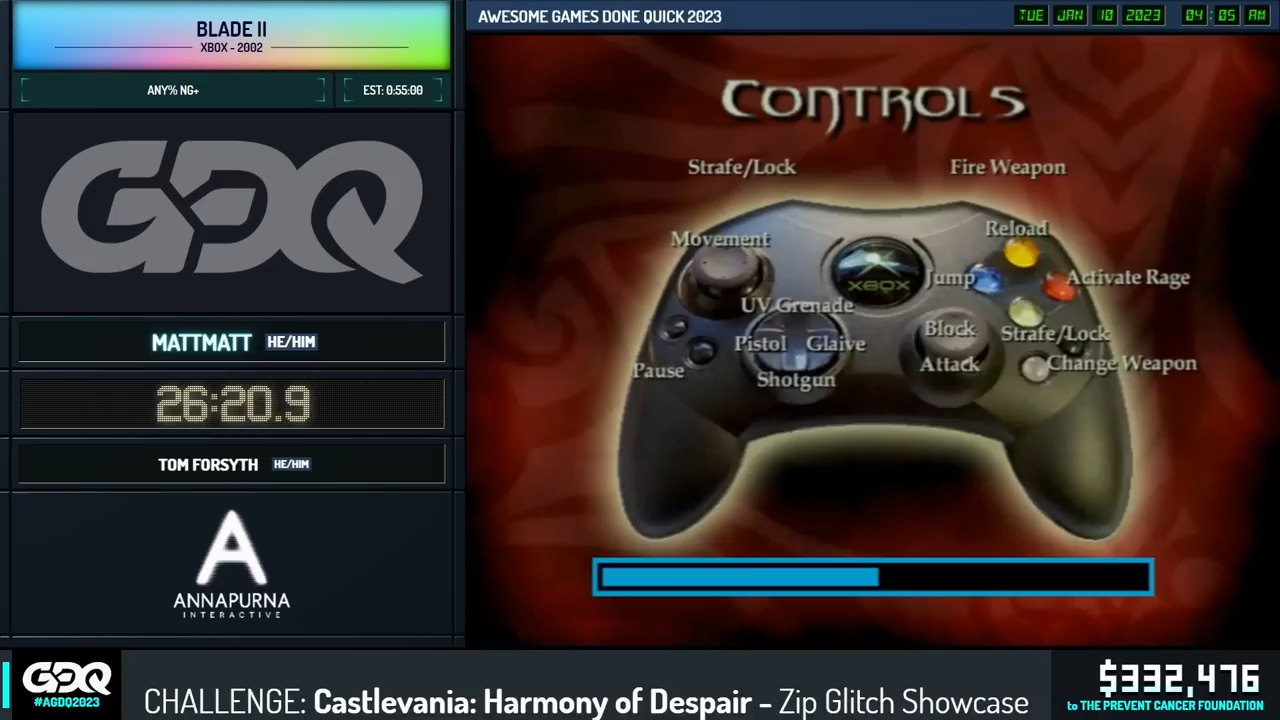 BLADE II
XBOX - 2002
ANY% NG+
EST: 0:55:00
GDQ
MATTMATT HE/HIM
26:20.9
TOM FORSYTH HE/HIM
A
ANNAPURNA
INTERACTIVE
AWESOME GAMES DONE QUICK 2023
TUE JAN 10 2023 04:05 AM
CONTROLS
Strafe/Lock
Fire Weapon
Movement
Reload
XBOX
Jump
Activate Rage
UV Grenade
Pistol
Glaive
Block
Strafe/Lock
Pause
Shotgun
Attack
Change Weapon
GDQ
#AGDQ2023
CHALLENGE: Castlevania: Harmony of Despair - Zip Glitch Showcase
$332,476
to THE PREVENT CANCER FOUNDATION